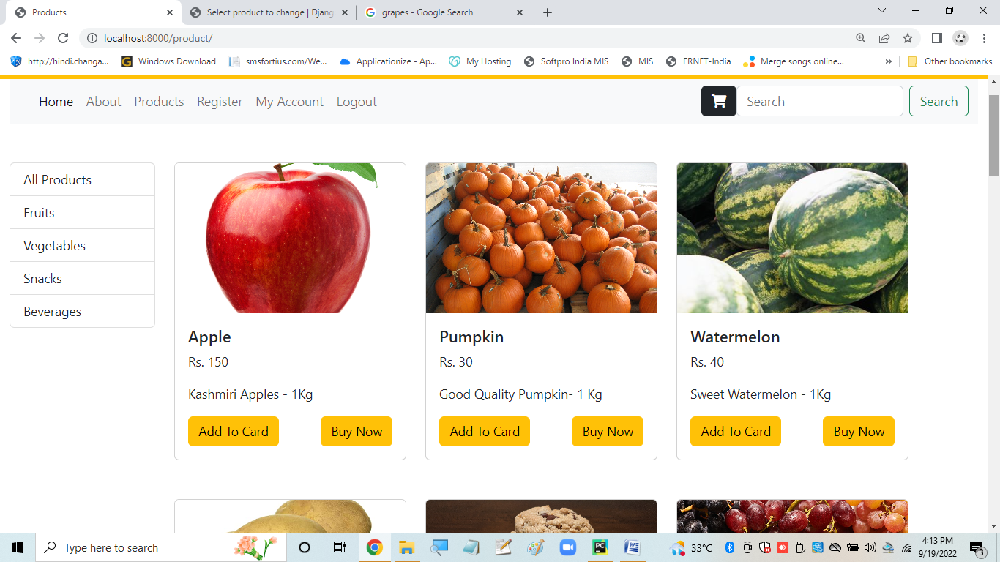 Products
Select product to change | Djang
grapes - Google Search
localhost:8000/product/
http://hindi.changa...
Windows Download
smsfortius.com/We...
Applicationize - Ap...
My Hosting
Softpro India MIS
MIS
ERNET-India
Merge songs online...
»
Other bookmarks
Home About Products Register My Account Logout
Search
Search
All Products
Fruits
Vegetables
Snacks
Beverages
Apple
Rs. 150
Kashmiri Apples - 1Kg
Add To Card
Buy Now
Pumpkin
Rs. 30
Good Quality Pumpkin- 1 Kg
Add To Card
Buy Now
Watermelon
Rs. 40
Sweet Watermelon - 1Kg
Add To Card
Buy Now
Type here to search
PC
W
33°C
4:13 PM
9/19/2022
3